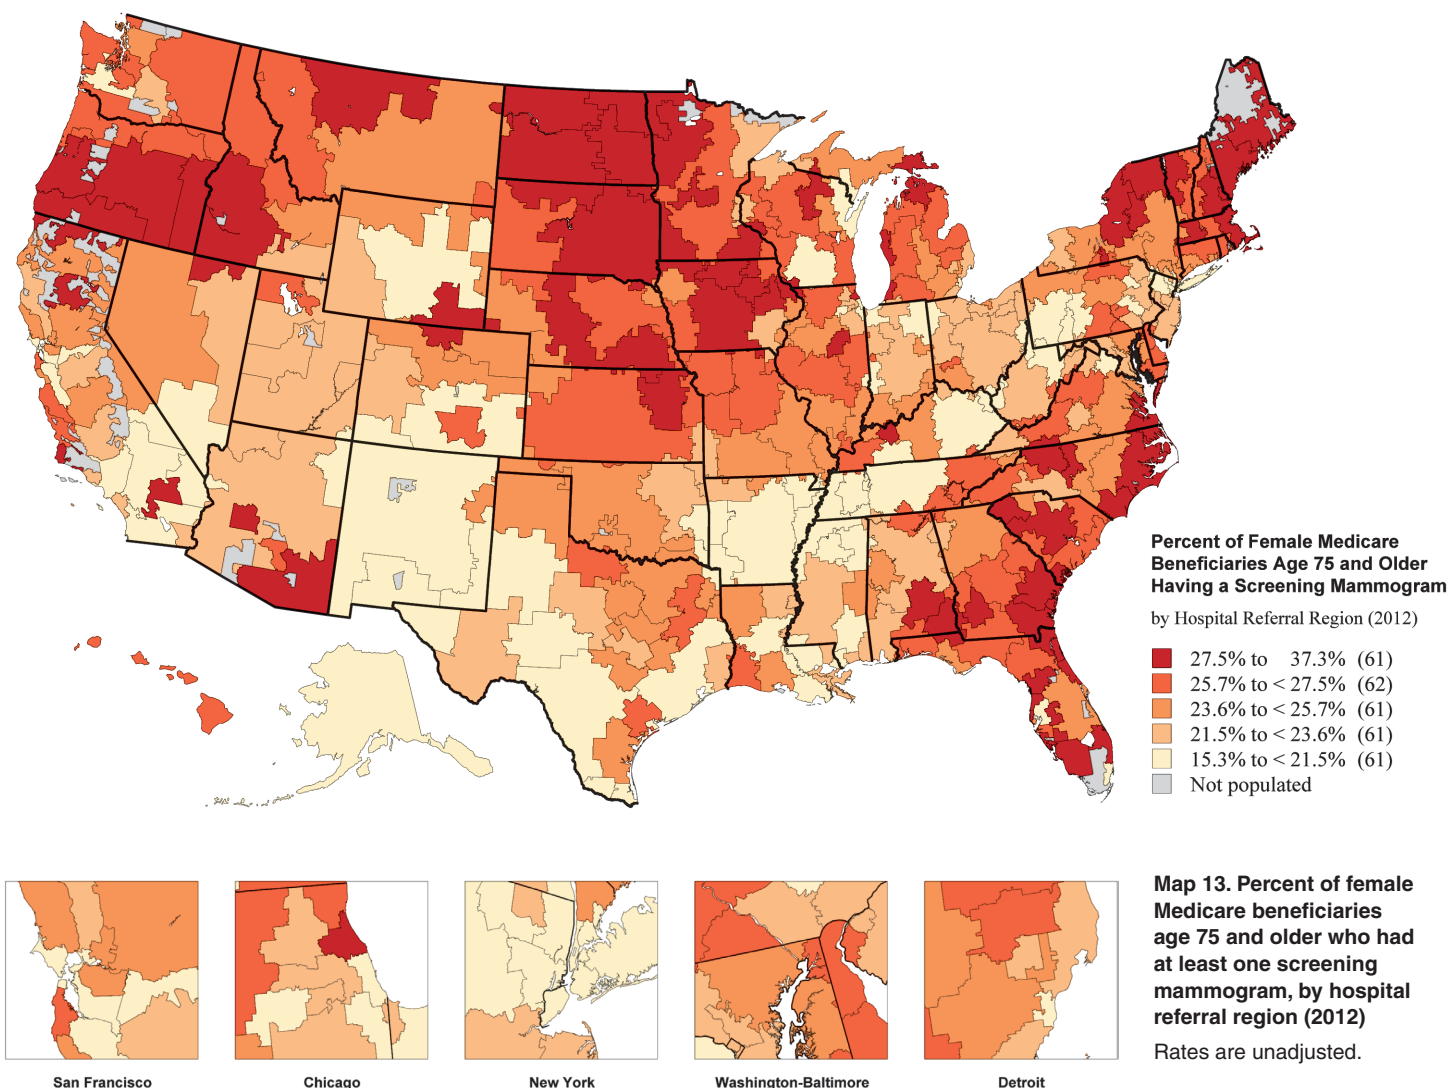 Percent of Female Medicare
Beneficiaries Age 75 and Older
Having a Screening Mammogram
by Hospital Referral Region (2012)
27.5% to 37.3% (61)
25.7% to < 27.5% (62)
23.6% to < 25.7% (61)
21.5% to < 23.6% (61)
15.3% to < 21.5% (61)
Not populated
San Francisco
Chicago
New York
Washington-Baltimore
Detroit
Map 13. Percent of female
Medicare beneficiaries
age 75 and older who had
at least one screening
mammogram, by hospital
referral region (2012)
Rates are unadjusted.